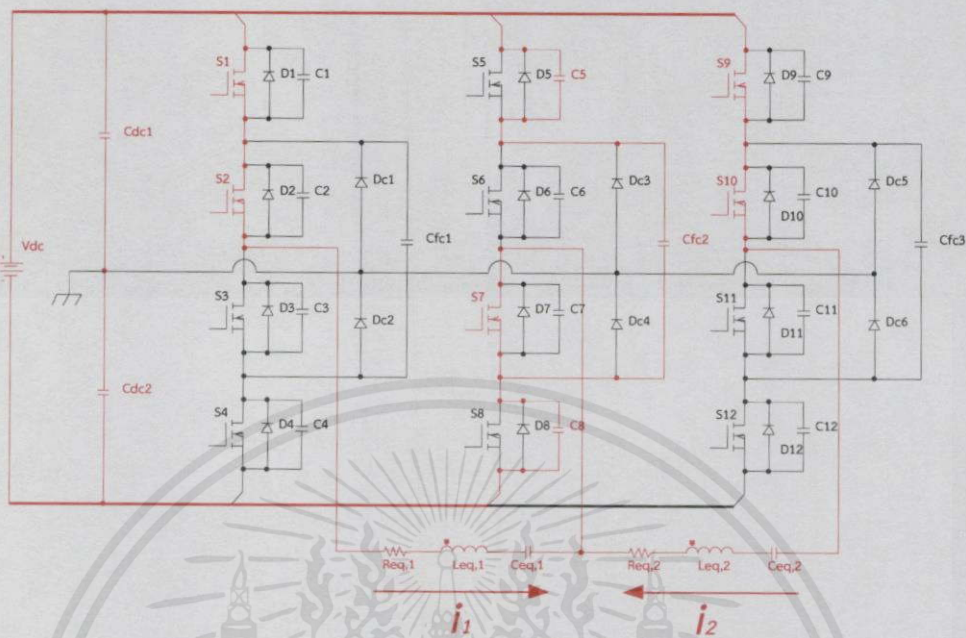 S1 D1 C1 S5 D5 C5 S9 D9 C9
Cdc1
S2 D2 C2 Dc1 S6 D6 C6 Dc3 S10 D10 C10 Dc5
Vdc Cfc1 Cfc2 Cfc3
S3 D3 C3 Dc2 S7 D7 C7 Dc4 S11 D11 C11 Dc6
Cdc2
S4 D4 C4 S8 D8 C8 S12 D12 C12
Req,1 Leq,1 Ceq,1 Req,2 Leq,2 Ceq,2
i1 i2